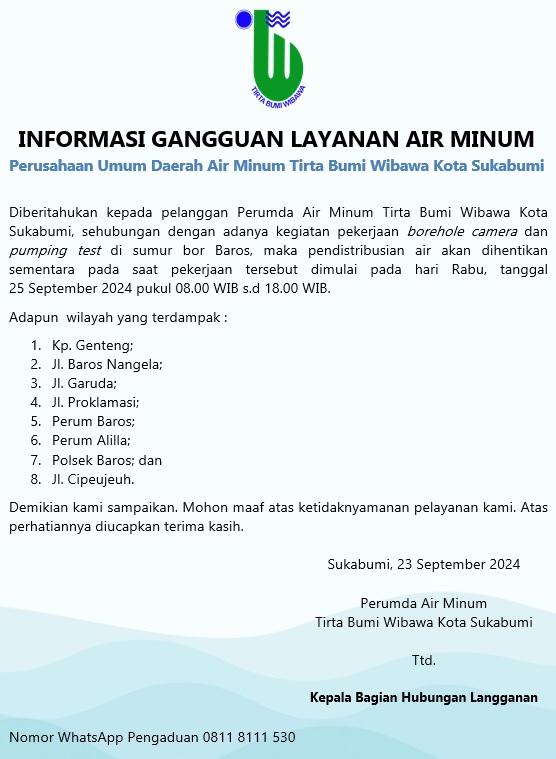 TIRTA BUMI WIBAWA
INFORMASI GANGGUAN LAYANAN AIR MINUM
Perusahaan Umum Daerah Air Minum Tirta Bumi Wibawa Kota Sukabumi
Diberitahukan kepada pelanggan Perumda Air Minum Tirta Bumi Wibawa Kota
Sukabumi, sehubungan dengan adanya kegiatan pekerjaan borehole camera dan
pumping test di sumur bor Baros, maka pendistribusian air akan dihentikan
sementara pada saat pekerjaan tersebut dimulai pada hari Rabu, tanggal
25 September 2024 pukul 08.00 WIB s.d 18.00 WIB.
Adapun wilayah yang terdampak :
1. Kp. Genteng;
2. Jl. Baros Nangela;
3. Jl. Garuda;
4. Jl. Proklamasi;
5. Perum Baros;
6. Perum Alilla;
7. Polsek Baros; dan
8. Jl. Cipeujeuh.
Demikian kami sampaikan. Mohon maaf atas ketidaknyamanan pelayanan kami. Atas
perhatiannya diucapkan terima kasih.
Sukabumi, 23 September 2024
Perumda Air Minum
Tirta Bumi Wibawa Kota Sukabumi
Ttd.
Kepala Bagian Hubungan Langganan
Nomor WhatsApp Pengaduan 0811 8111 530